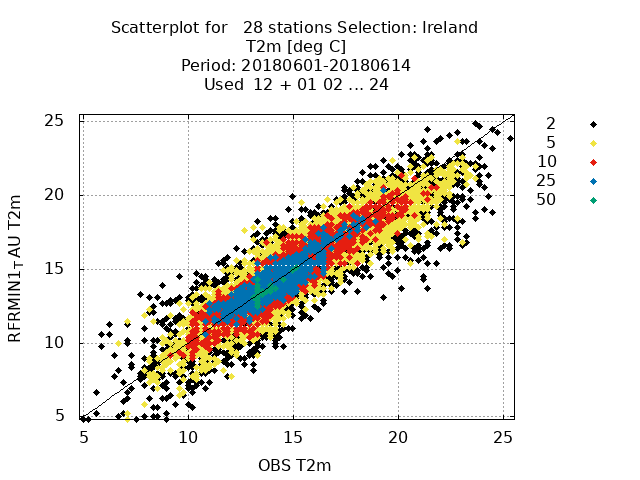 Scatterplot for   28 stations Selection: Ireland
T2m [deg C]
Period: 20180601-20180614
Used  12 + 01 02 ... 24
RFRMIN1-T AU T2m
25
20
15
10
5
5 10 15 20 25
OBS T2m
2
5
10
25
50